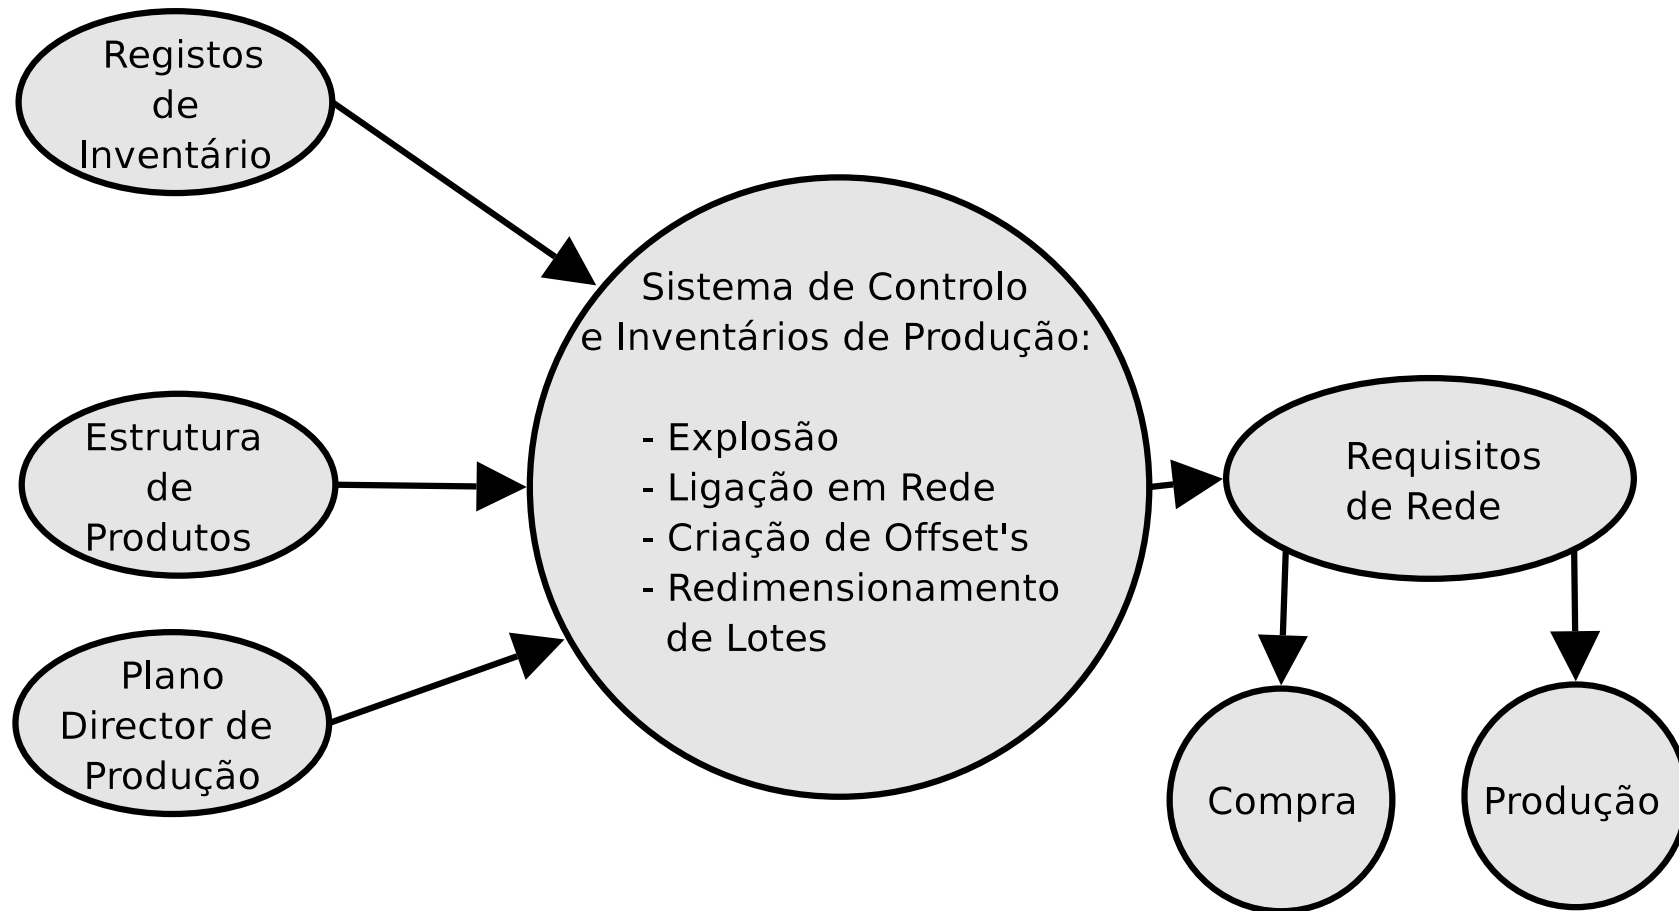 Registos
de
Inventário
Estrutura
de
Produtos
Plano
Director de
Produção
Sistema de Controlo
e Inventários de Produção:
- Explosão
- Ligação em Rede
- Criação de Offset's
- Redimensionamento
de Lotes
Requisitos
de Rede
Compra
Produção